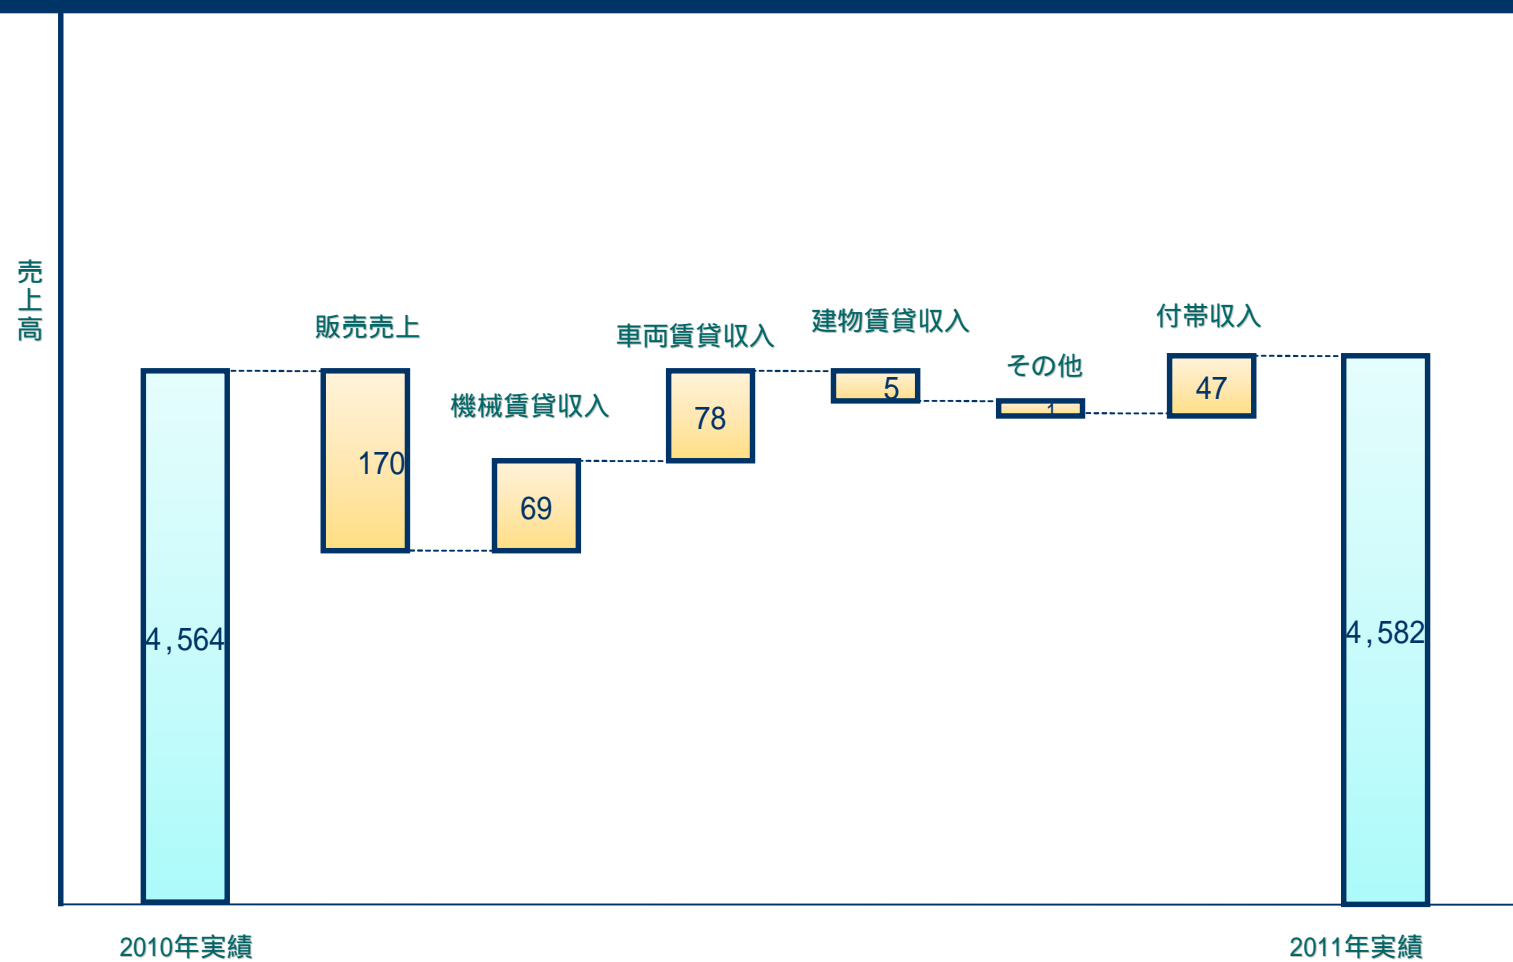 売上高
販売売上
機械賃貸収入
車両賃貸収入
建物賃貸収入
その他
付帯収入
4,564
170
69
78
5
1
47
4,582
2010年実績
2011年実績